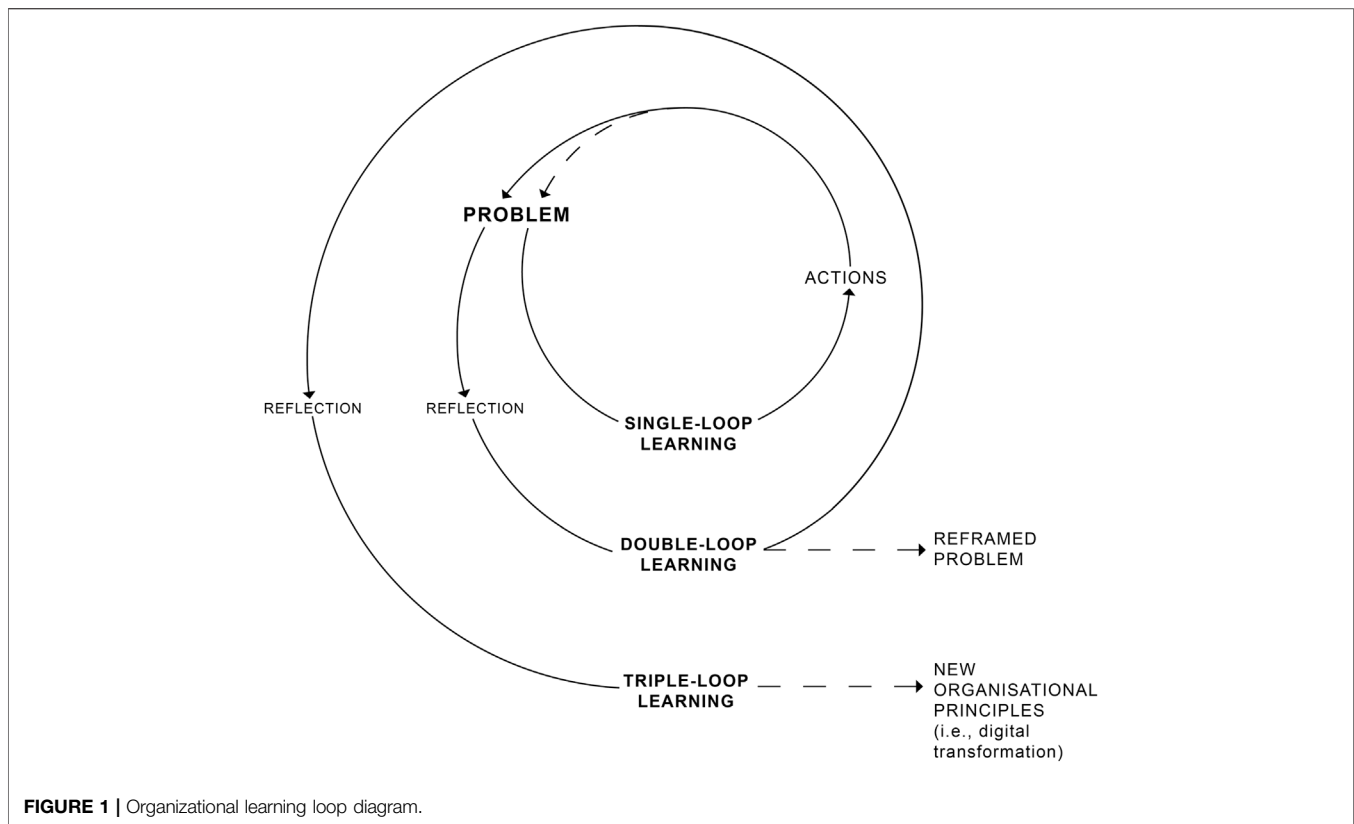 PROBLEM
ACTIONS
REFLECTION
REFLECTION
SINGLE-LOOP
LEARNING
DOUBLE-LOOP
LEARNING
REFRAMED
PROBLEM
TRIPLE-LOOP
LEARNING
NEW
ORGANISATIONAL
PRINCIPLES
(i.e., digital
transformation)
FIGURE 1 | Organizational learning loop diagram.